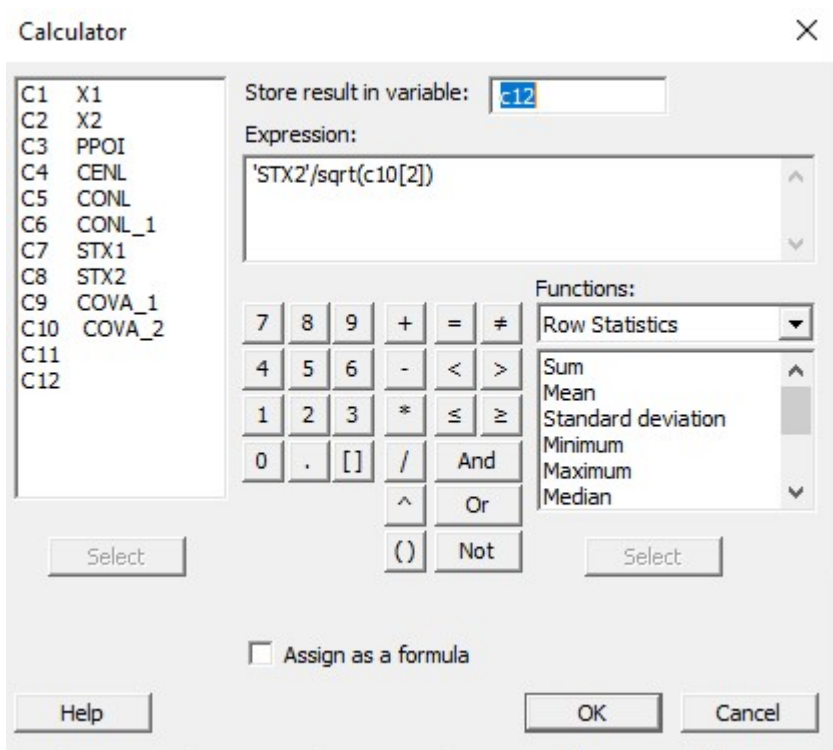 Calculator
C1 X1
C2 X2
C3 PPOI
C4 CENL
C5 CONL
C6 CONL_1
C7 STX1
C8 STX2
C9 COVA_1
C10 COVA_2
C11
C12
Select
Store result in variable: c12
Expression:
'STX2'/sqrt(c10[2])
7 8 9 + = ≠
4 5 6 - < >
1 2 3 * ≤ ≥
0 . [] / And
^ Or
() Not
Functions:
Row Statistics
Sum
Mean
Standard deviation
Minimum
Maximum
Median
Select
Assign as a formula
Help OK Cancel